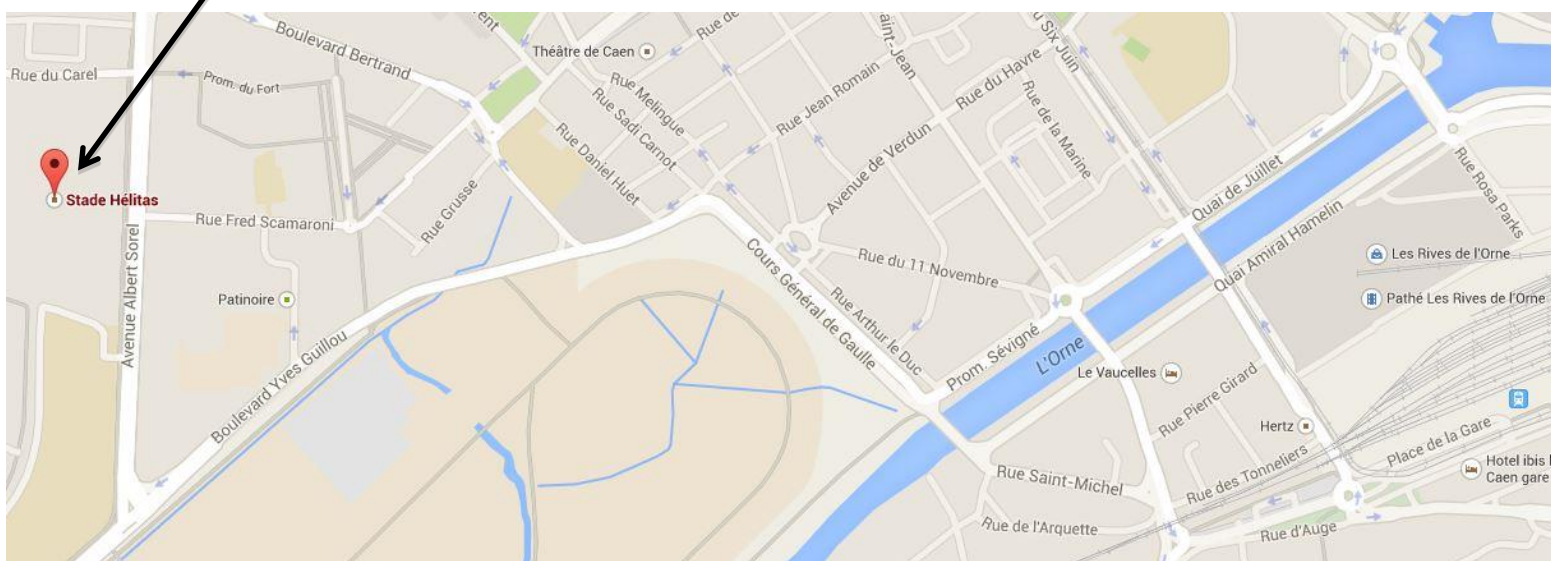 Boulevard Bertrand
Théâtre de Caen
Rue du Carel
Prom. du Fort
Rue Melingue
Rue Sadi Carnot
Rue Daniel Huet
Rue Jean Romain
Avenue de Verdun
Rue du Havre
Rue de la Marine
Stade Hélitas
Rue Fred Scamaroni
Rue Grusse
Avenue Albert Sorel
Patinoire
Boulevard Yves Guillou
Cours Général de Gaulle
Rue Arthur le Duc
Rue du 11 Novembre
Prom. Sévigné
L'Orne
Quai de Juillet
Quai Amiral Hamelin
Rue Rosa Parks
Les Rives de l'Orne
Pathé Les Rives de l'Orne
Le Vaucelles
Rue Pierre Girard
Hertz
Place de la Gare
Hotel ibis
Caen gare
Rue des Tonneliers
Rue Saint-Michel
Rue de l'Arquette
Rue d'Auge